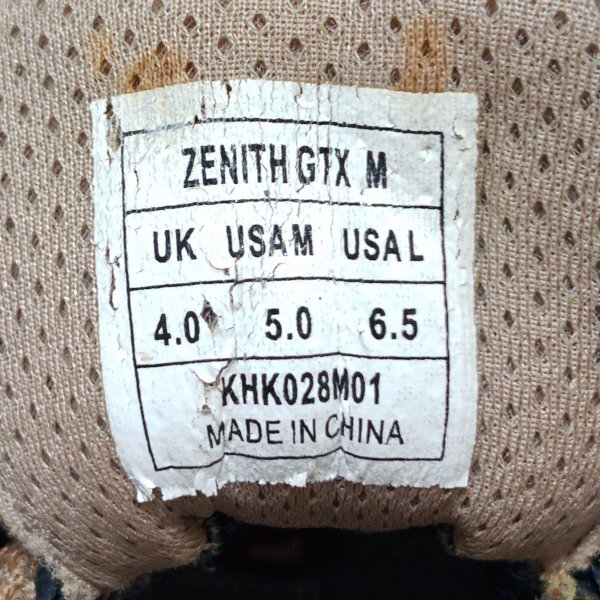 ZENITH GTX M
UK USAM USAL
4.0 5.0 6.5
KHK028M01
MADE IN CHINA